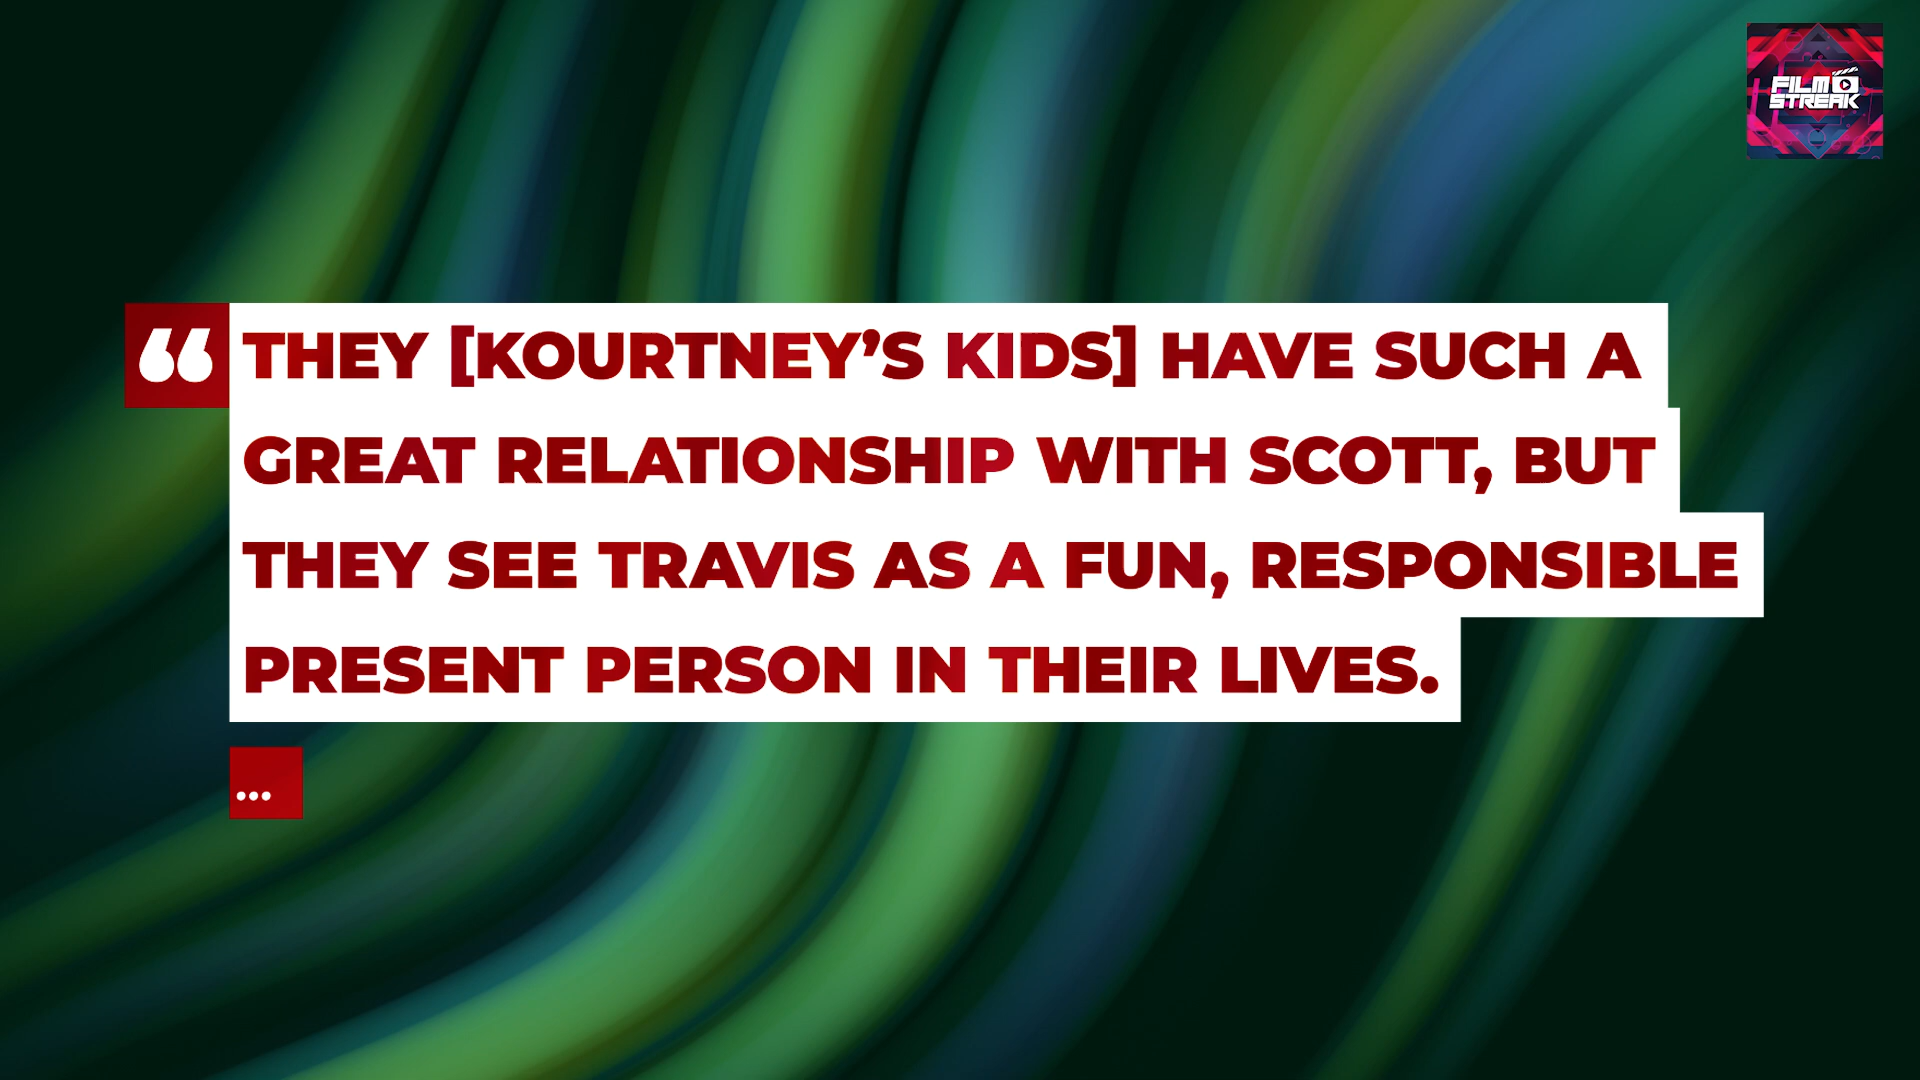 FILM
STREAK
“ THEY [KOURTNEY’S KIDS] HAVE SUCH A
GREAT RELATIONSHIP WITH SCOTT, BUT
THEY SEE TRAVIS AS A FUN, RESPONSIBLE
PRESENT PERSON IN THEIR LIVES.
...